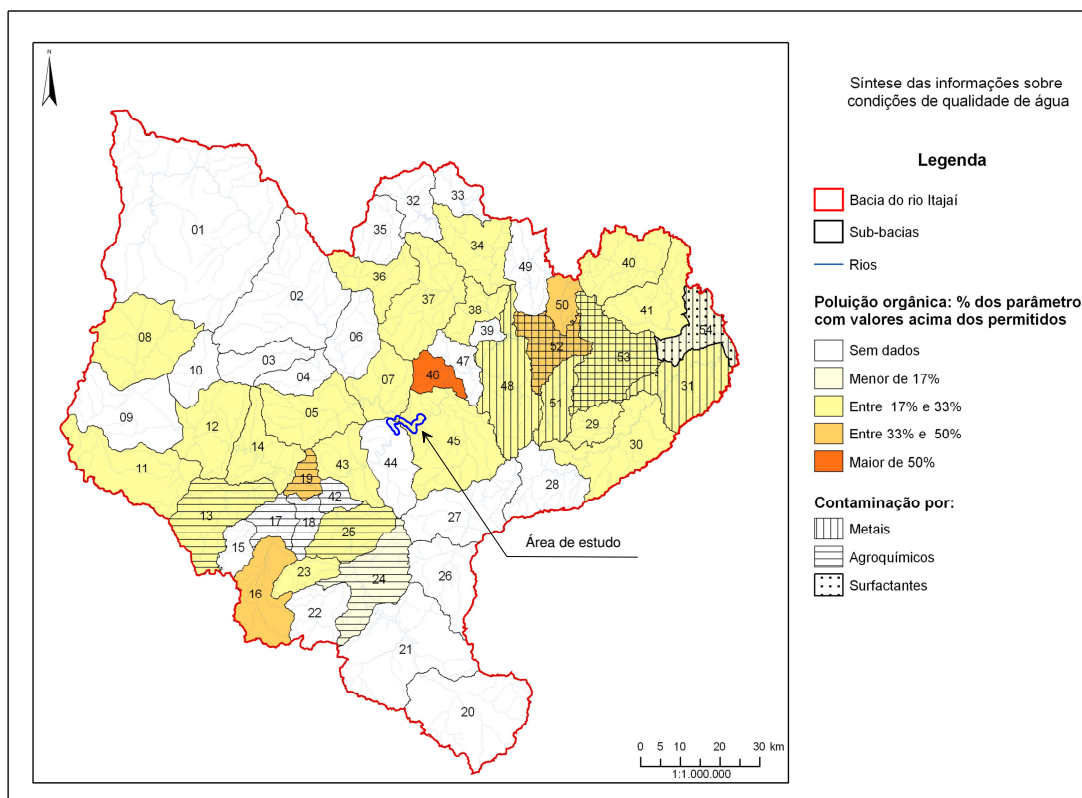 N
Síntese das informações sobre
condições de qualidade de água
Legenda
Bacia do rio Itajaí
Sub-bacias
Rios
Poluição orgânica: % dos parâmetro
com valores acima dos permitidos
Sem dados
Menor de 17%
Entre 17% e 33%
Entre 33% e 50%
Maior de 50%
Contaminação por:
Metais
Agroquímicos
Surfactantes
32
33
01
35
34
49
40
36
02
37
50
41
38
54
08
06
39
52
47
53
03
10
46
04
07
48
31
09
05
51
29
12
14
45
30
11
43
44
19
28
42
13
17
18
27
25
15
Área de estudo
23
24
26
16
22
21
20
0 5 10 20 30 km
1:1.000.000